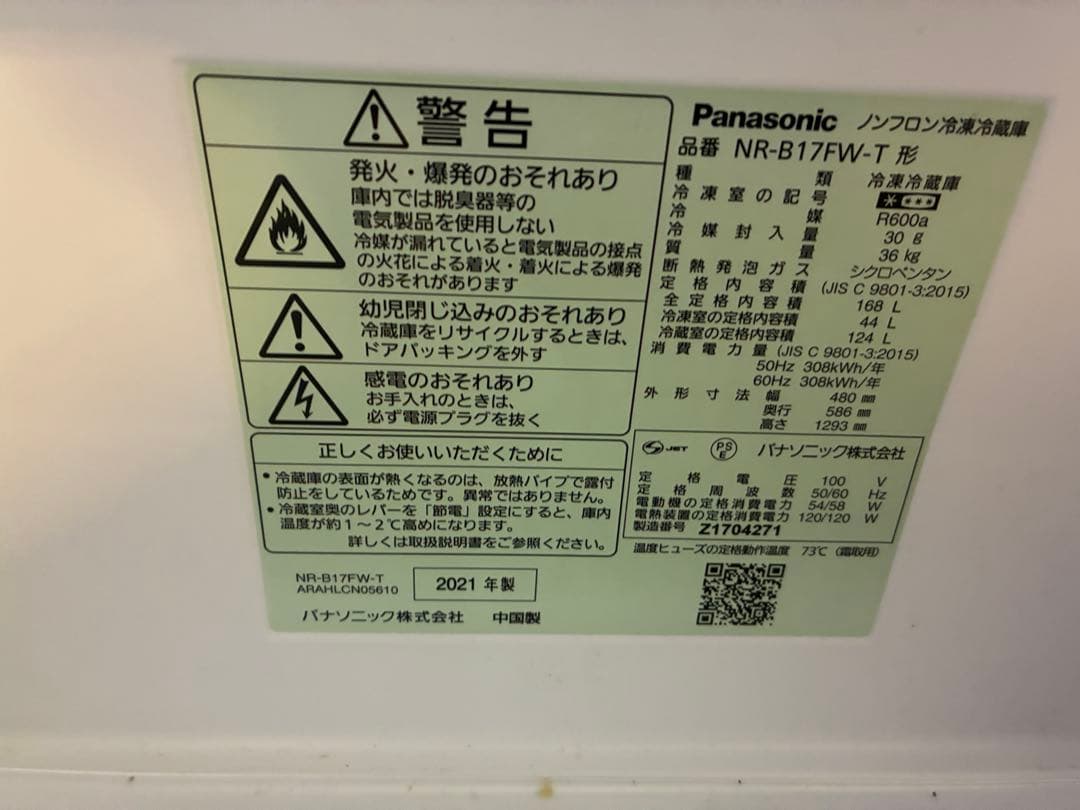 警告
発火・爆発のおそれあり
庫内では脱臭器等の
電気製品を使用しない
冷媒が漏れていると電気製品の接点
の火花による着火・着火による爆発
のおそれがあります
幼児閉じ込みのおそれあり
冷蔵庫をリサイクルするときは、
ドアパッキングを外す
感電のおそれあり
お手入れのときは、
必ず電源プラグを抜く
正しくお使いいただくために
・冷蔵庫の表面が熱くなるのは、放熱パイプで露付
防止をしているためです。異常ではありません。
・冷蔵室奥のレバーを「節電」設定にすると、庫内
温度が約1~2℃高めになります。
詳しくは取扱説明書をご参照ください。
NR-B17FW-T
ARAHLCN05610
2021 年製
パナソニック株式会社 中国製
Panasonic ノンフロン冷凍冷蔵庫
品番 NR-B17FW-T 形
種類 冷凍冷蔵庫
冷凍室の記号 ****
冷媒 R600a
冷媒封入量 30 g
質量 36 kg
断熱発泡ガス シクロペンタン
定格内容積 (JIS C 9801-3:2015)
全定格内容積 168 L
冷凍室の定格内容積 44 L
冷蔵室の定格内容積 124 L
消費電力量 (JIS C 9801-3:2015)
50Hz 308kWh/年
60Hz 308kWh/年
外形寸法 幅 480 mm
奥行 586 mm
高さ 1293 mm
JET PSE パナソニック株式会社
定格電圧 100 V
定格周波数 50/60 Hz
電動機の定格消費電力 54/58 W
電熱装置の定格消費電力 120/120 W
製造番号 Z1704271
温度ヒューズの定格動作温度 73℃ (電取用)